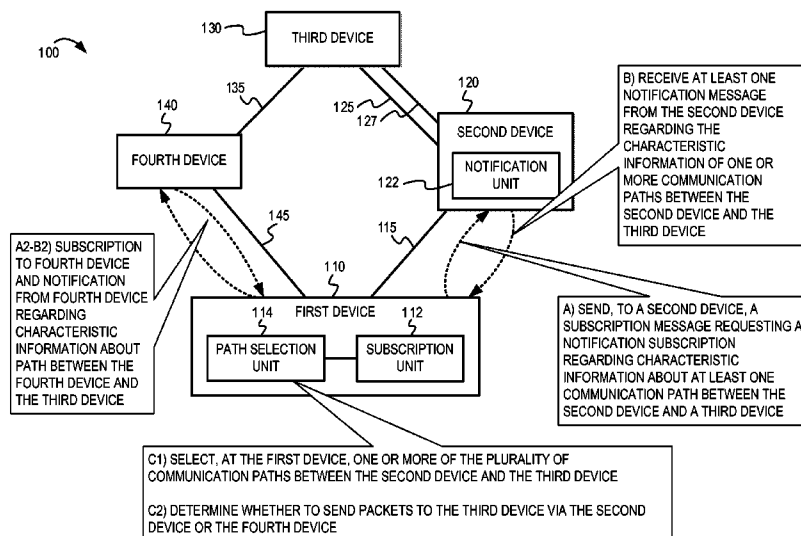 100
130
THIRD DEVICE
135
125
127
140
FOURTH DEVICE
120
SECOND DEVICE
122
NOTIFICATION
UNIT
B) RECEIVE AT LEAST ONE
NOTIFICATION MESSAGE
FROM THE SECOND DEVICE
REGARDING THE
CHARACTERISTIC
INFORMATION OF ONE OR
MORE COMMUNICATION
PATHS BETWEEN THE
SECOND DEVICE AND THE
THIRD DEVICE
145
115
A2-B2) SUBSCRIPTION
TO FOURTH DEVICE
AND NOTIFICATION
FROM FOURTH DEVICE
REGARDING
CHARACTERISTIC
INFORMATION ABOUT
PATH BETWEEN THE
FOURTH DEVICE AND
THE THIRD DEVICE
110
FIRST DEVICE
114
PATH SELECTION
UNIT
112
SUBSCRIPTION
UNIT
A) SEND, TO A SECOND DEVICE, A
SUBSCRIPTION MESSAGE REQUESTING A
NOTIFICATION SUBSCRIPTION
REGARDING CHARACTERISTIC
INFORMATION ABOUT AT LEAST ONE
COMMUNICATION PATH BETWEEN THE
SECOND DEVICE AND A THIRD DEVICE
C1) SELECT, AT THE FIRST DEVICE, ONE OR MORE OF THE PLURALITY OF
COMMUNICATION PATHS BETWEEN THE SECOND DEVICE AND THE THIRD DEVICE
C2) DETERMINE WHETHER TO SEND PACKETS TO THE THIRD DEVICE VIA THE SECOND
DEVICE OR THE FOURTH DEVICE